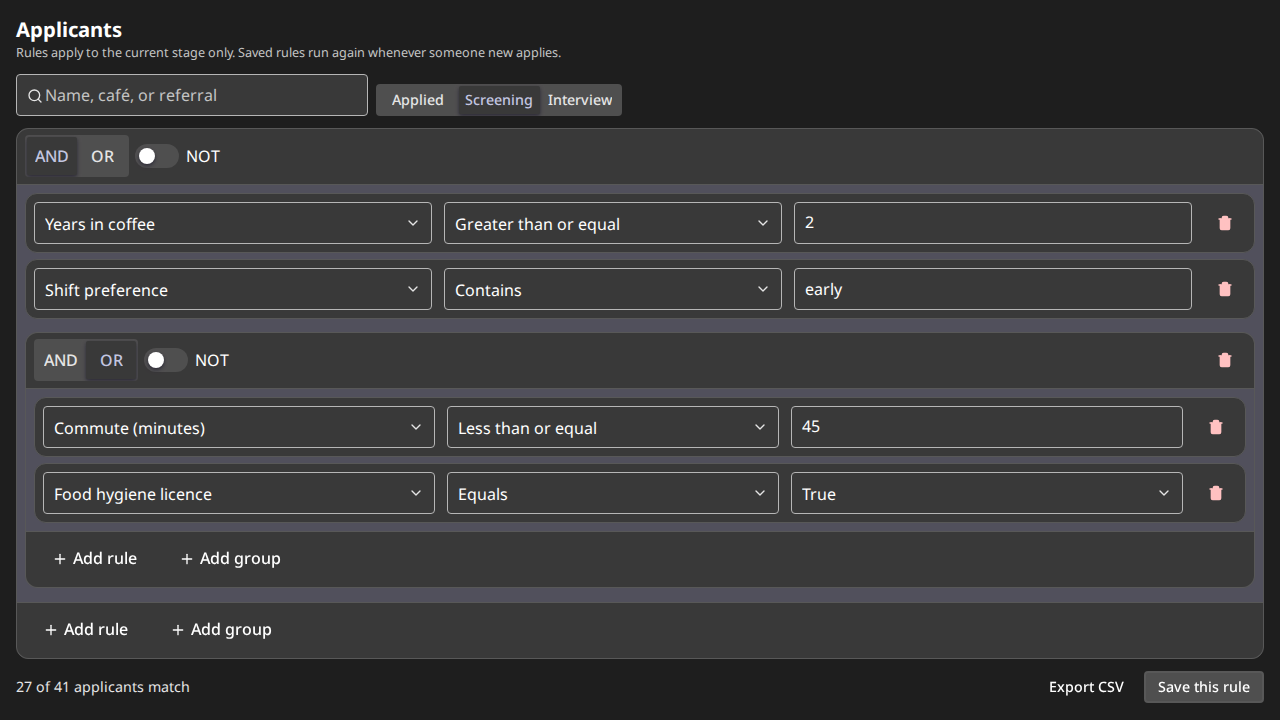 Applicants
Rules apply to the current stage only. Saved rules run again whenever someone new applies.
Name, café, or referral
Applied Screening Interview
AND OR NOT
Years in coffee Greater than or equal 2
Shift preference Contains early
AND OR NOT
Commute (minutes) Less than or equal 45
Food hygiene licence Equals True
+ Add rule + Add group
+ Add rule + Add group
27 of 41 applicants match Export CSV Save this rule